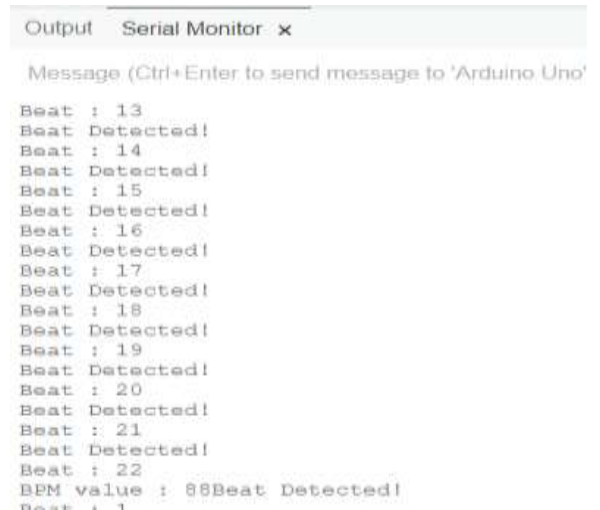 Output Serial Monitor x
Message (Ctrl+Enter to send message to 'Arduino Uno'
Beat : 13
Beat Detected!
Beat : 14
Beat Detected!
Beat : 15
Beat Detected!
Beat : 16
Beat Detected!
Beat : 17
Beat Detected!
Beat : 18
Beat Detected!
Beat : 19
Beat Detected!
Beat : 20
Beat Detected!
Beat : 21
Beat Detected!
Beat : 22
BPM value : 88Beat Detected!
Beat : 1